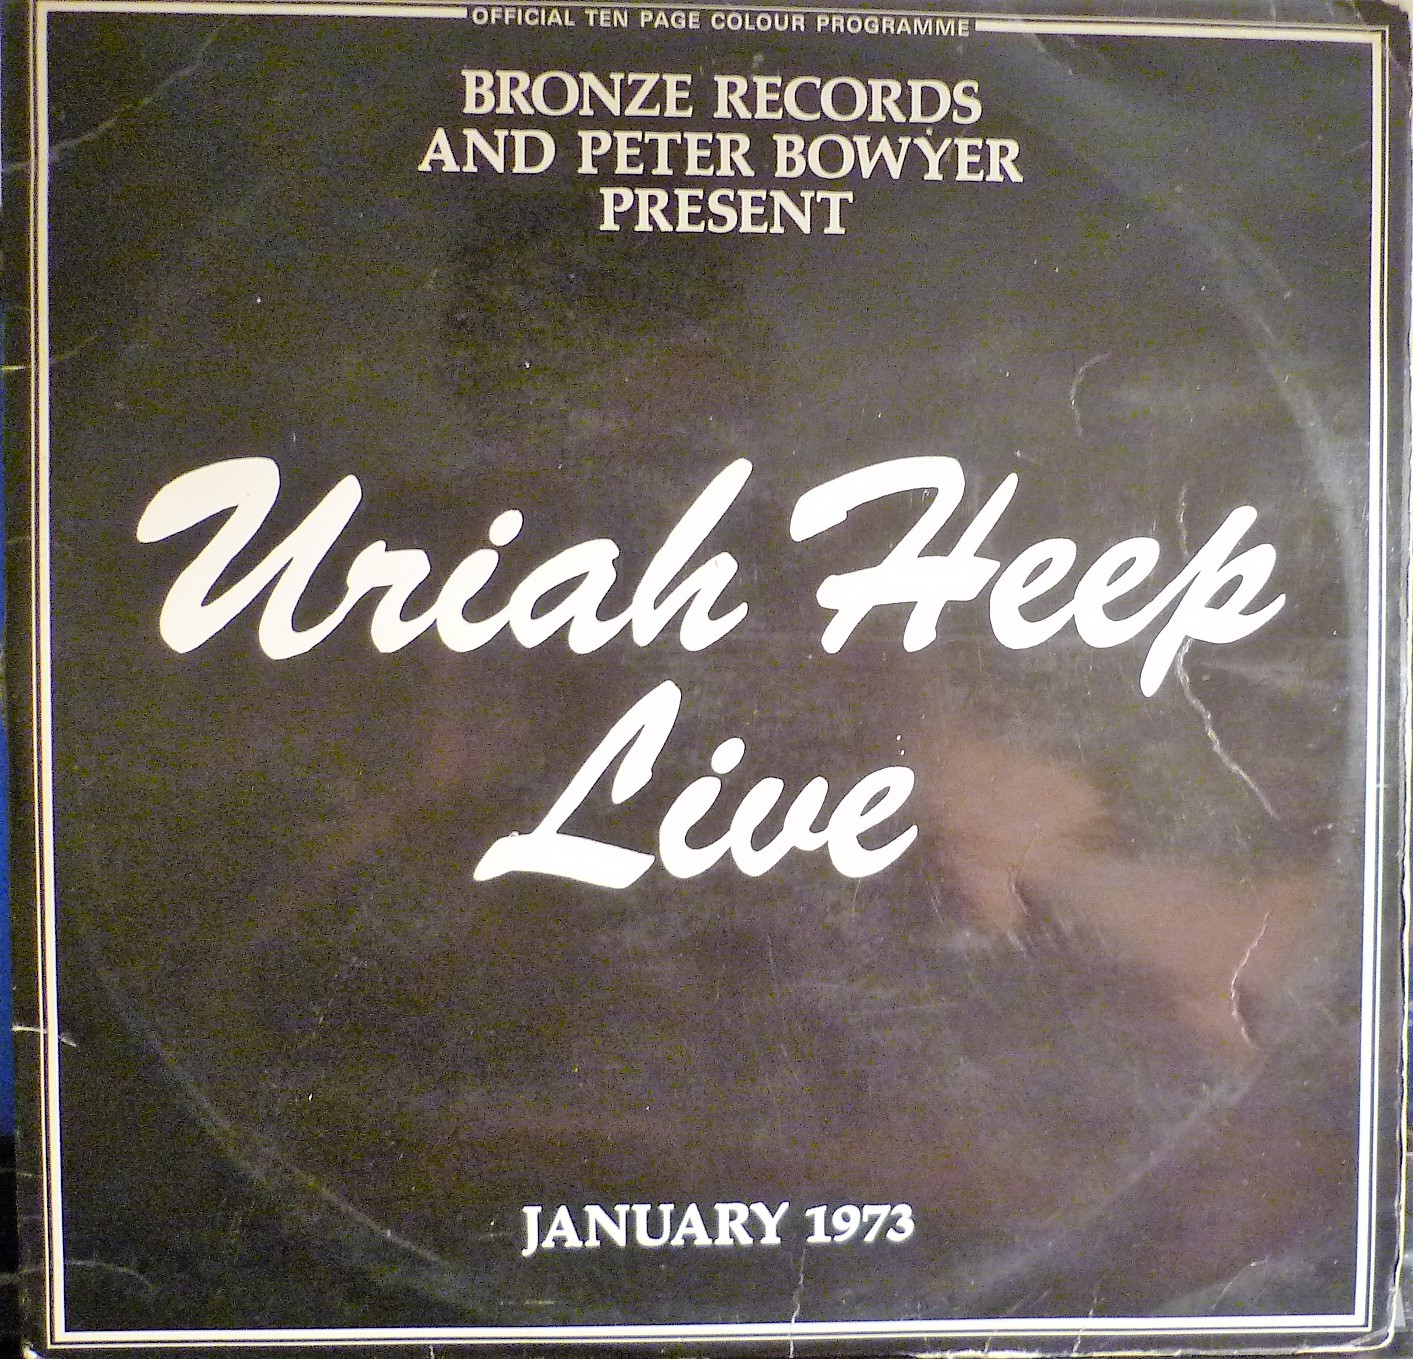 OFFICIAL TEN PAGE COLOUR PROGRAMME
BRONZE RECORDS
AND PETER BOWYER
PRESENT
Uriah Heep
Live
JANUARY 1973